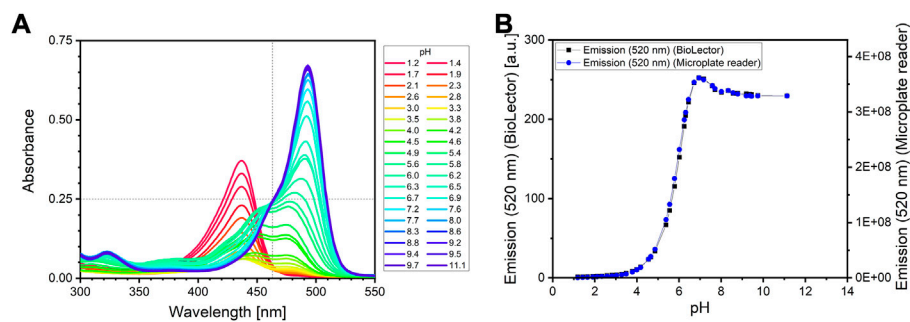 A
0.75
0.50
0.25
0.00
Absorbance
300 350 400 450 500 550
Wavelength [nm]
pH
1.2 1.4
1.7 1.9
2.1 2.3
2.6 2.8
3.0 3.3
3.5 3.8
4.0 4.2
4.5 4.6
4.9 5.4
5.6 5.8
6.0 6.2
6.3 6.5
6.7 6.9
7.2 7.6
7.7 8.0
8.3 8.6
8.8 9.2
9.4 9.5
9.7 11.1
B
Emission (520 nm) (BioLector) [a.u.]
300
200
100
0
Emission (520 nm) (BioLector)
Emission (520 nm) (Microplate reader)
0 2 4 6 8 10 12 14
pH
4E+08
3E+08
2E+08
1E+08
0E+00
Emission (520 nm) (Microplate reader)